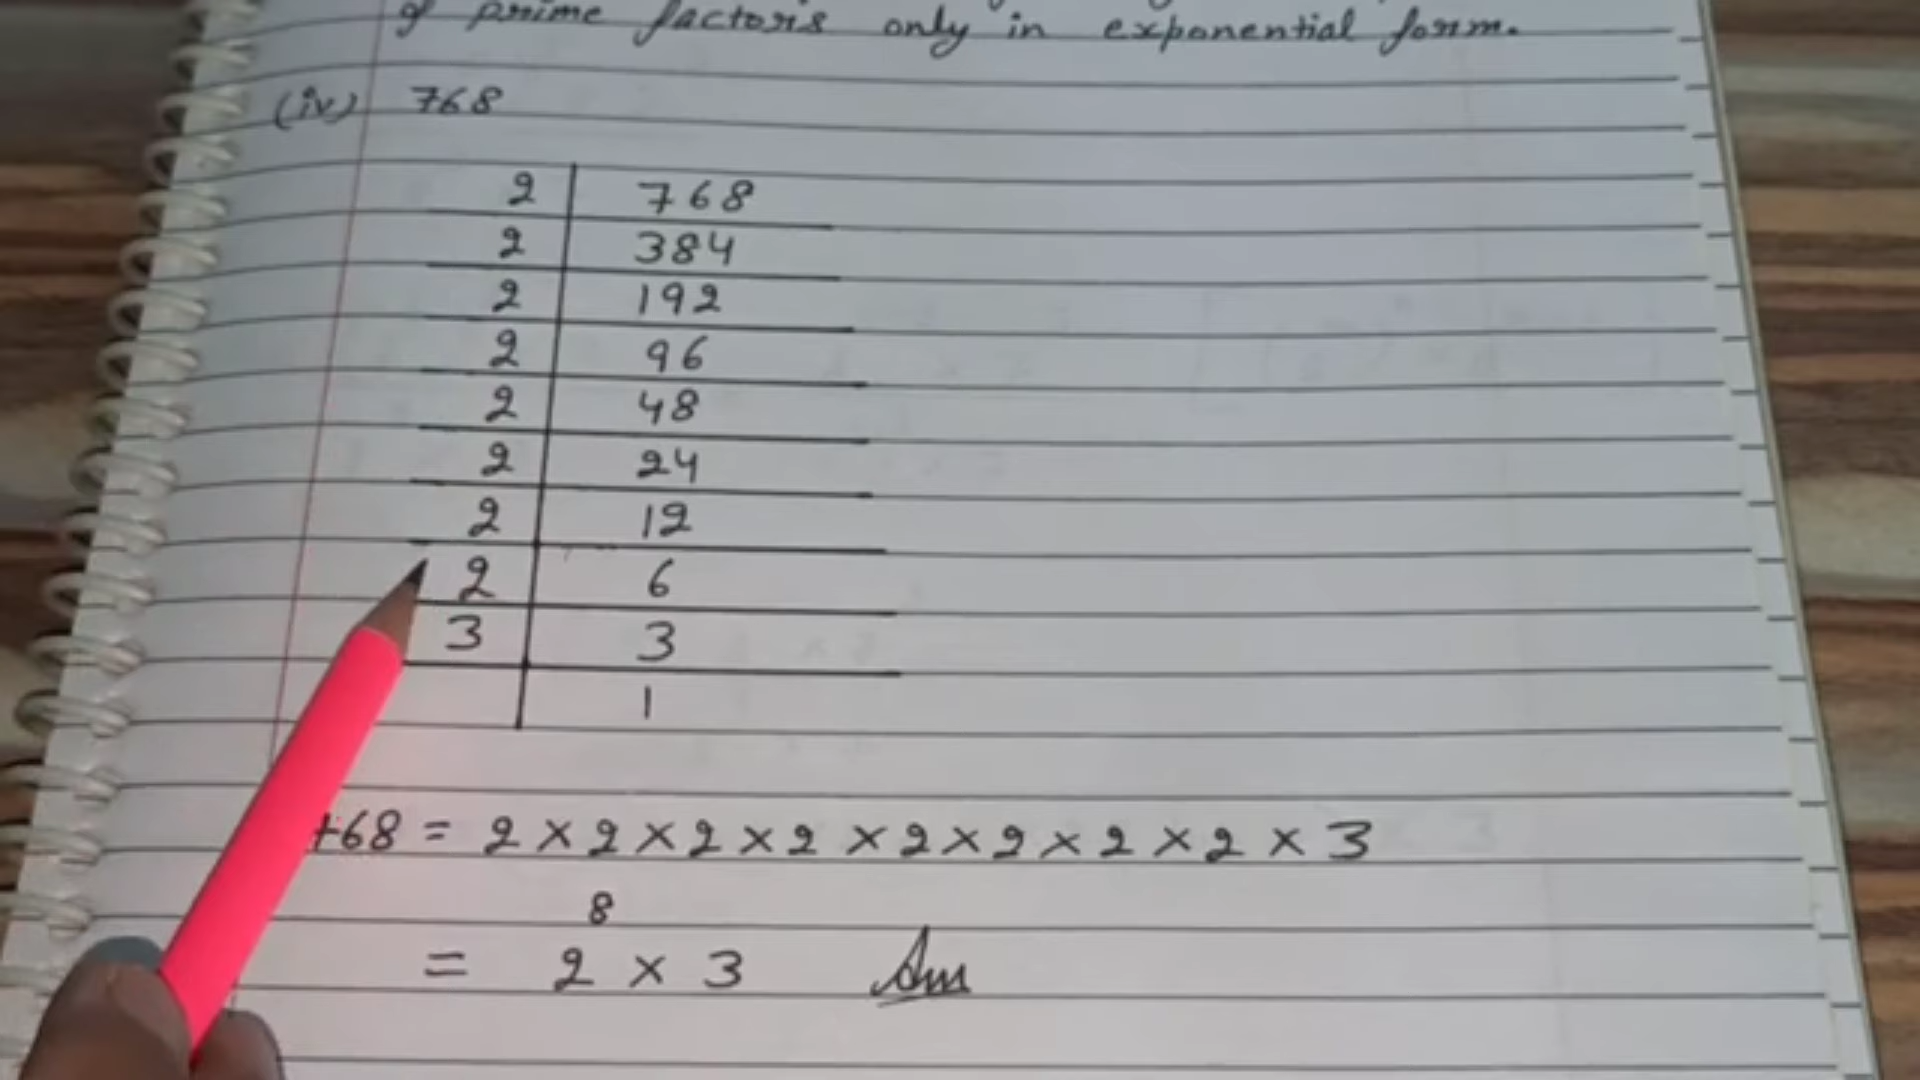 of prime factors only in exponential form.
(iv) 768
2 | 768
2 | 384
2 | 192
2 | 96
2 | 48
2 | 24
2 | 12
2 | 6
3 | 3
| 1
768 = 2 × 2 × 2 × 2 × 2 × 2 × 2 × 2 × 3
= 2⁸ × 3 Ans